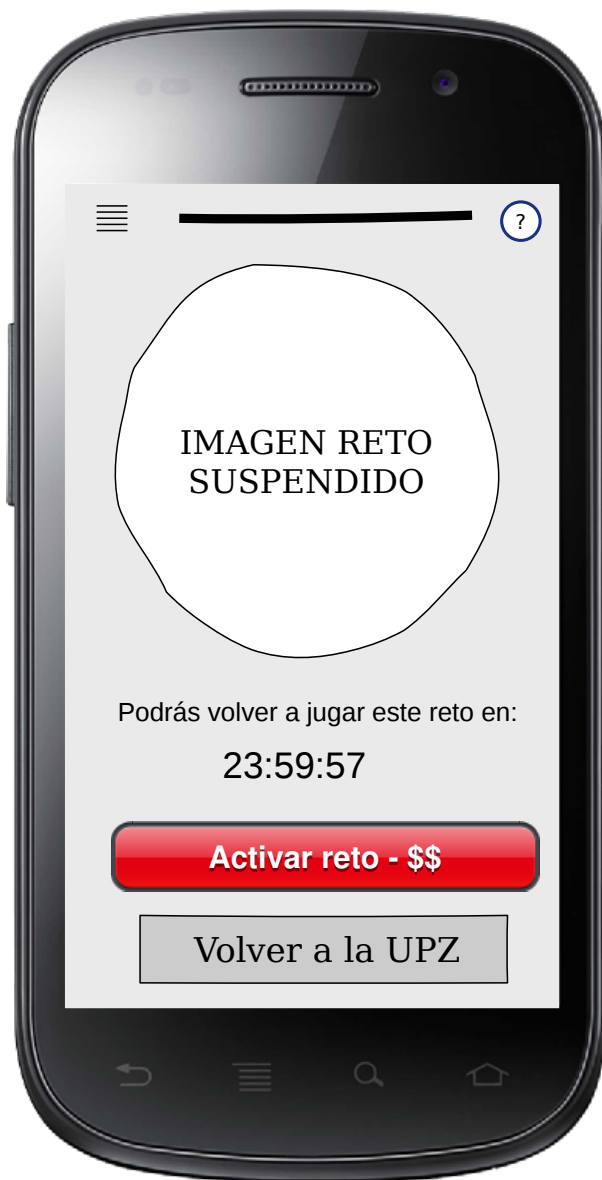 ?
IMAGEN RETO
SUSPENDIDO
Podrás volver a jugar este reto en:
23:59:57
Activar reto - $$
Volver a la UPZ